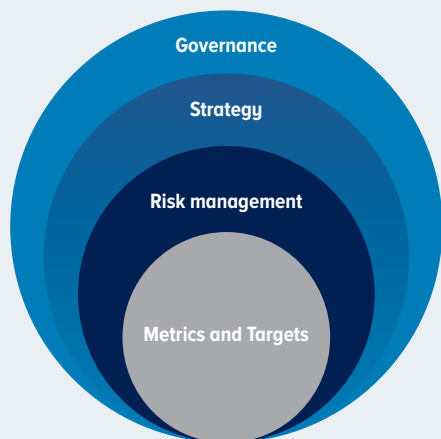 Governance
Strategy
Risk management
Metrics and Targets